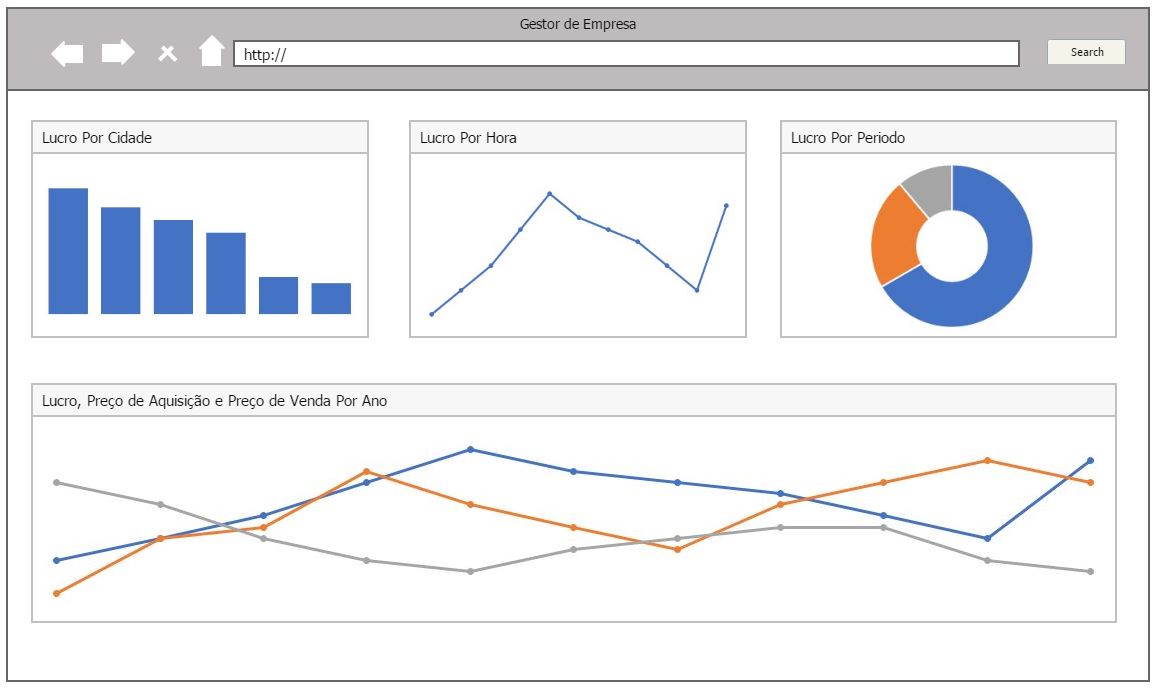 Gestor de Empresa
http://
Search
Lucro Por Cidade
Lucro Por Hora
Lucro Por Periodo
Lucro, Preço de Aquisição e Preço de Venda Por Ano